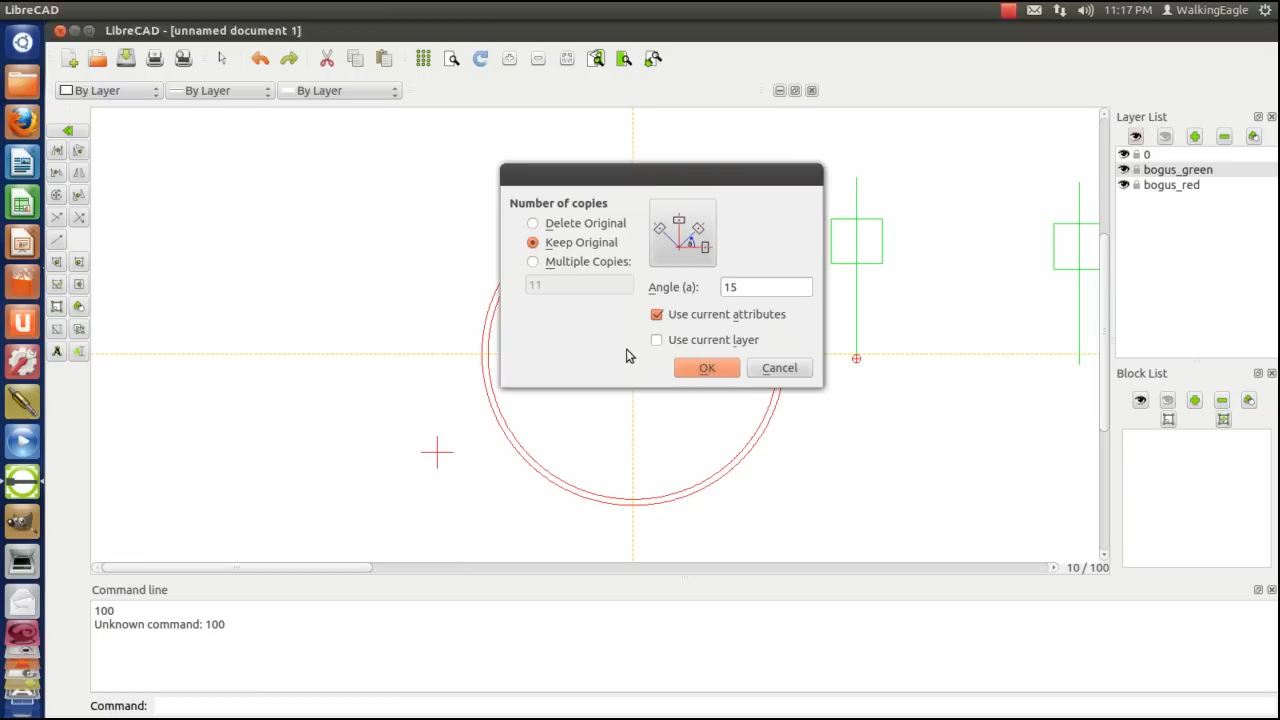 LibreCAD
11:17 PM
WalkingEagle
LibreCAD - [unnamed document 1]
By Layer
By Layer
By Layer
Layer List
0
bogus_green
bogus_red
Number of copies
Delete Original
Keep Original
Multiple Copies:
11
Angle (a):
15
Use current attributes
Use current layer
OK
Cancel
Block List
10 / 100
Command line
100
Unknown command: 100
Command: